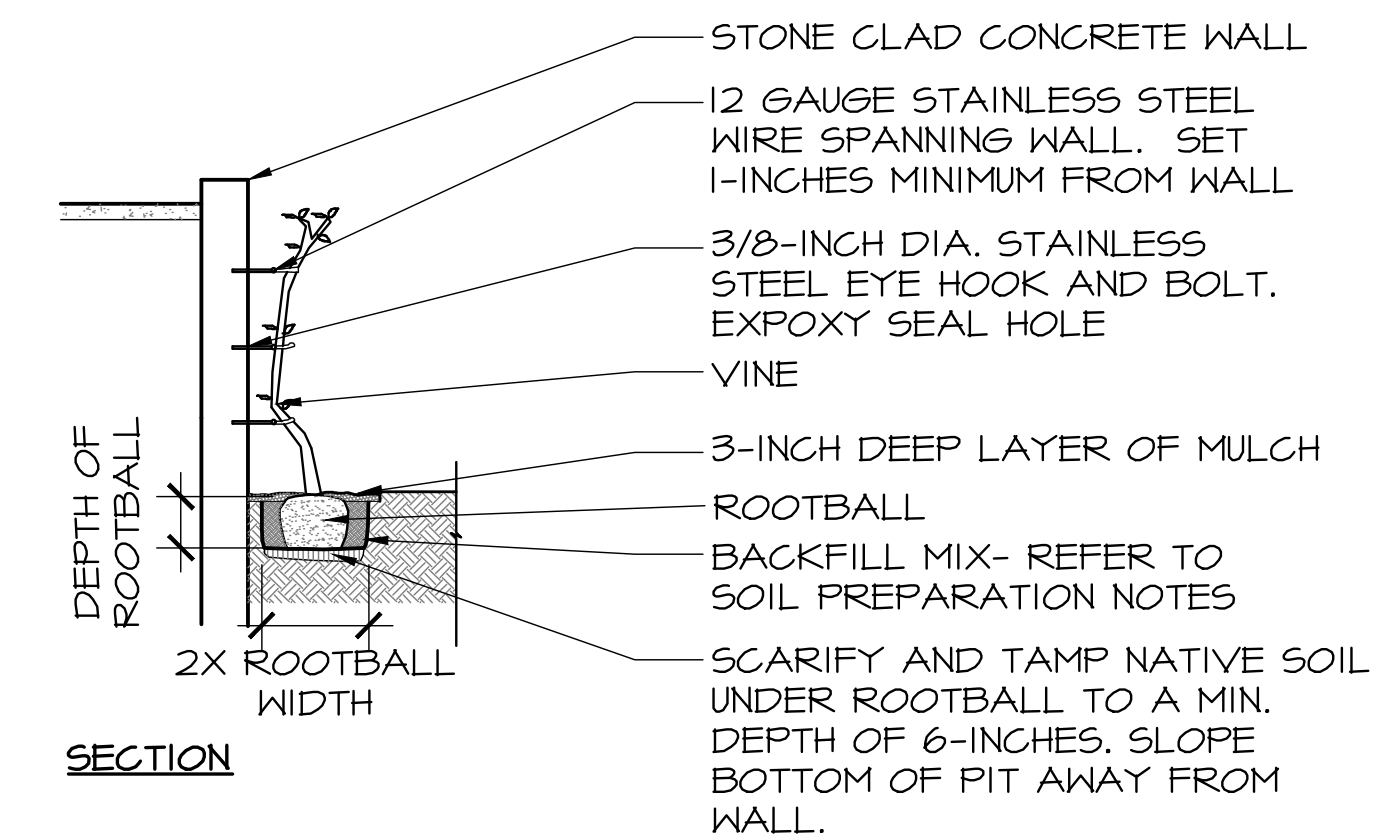 STONE CLAD CONCRETE WALL
12 GAUGE STAINLESS STEEL
WIRE SPANNING WALL. SET
1-INCHES MINIMUM FROM WALL
3/8-INCH DIA. STAINLESS
STEEL EYE HOOK AND BOLT.
EXPOXY SEAL HOLE
VINE
3-INCH DEEP LAYER OF MULCH
ROOTBALL
BACKFILL MIX- REFER TO
SOIL PREPARATION NOTES
SCARIFY AND TAMP NATIVE SOIL
UNDER ROOTBALL TO A MIN.
DEPTH OF 6-INCHES. SLOPE
BOTTOM OF PIT AWAY FROM
WALL.
DEPTH OF
ROOTBALL
2X ROOTBALL
WIDTH
SECTION